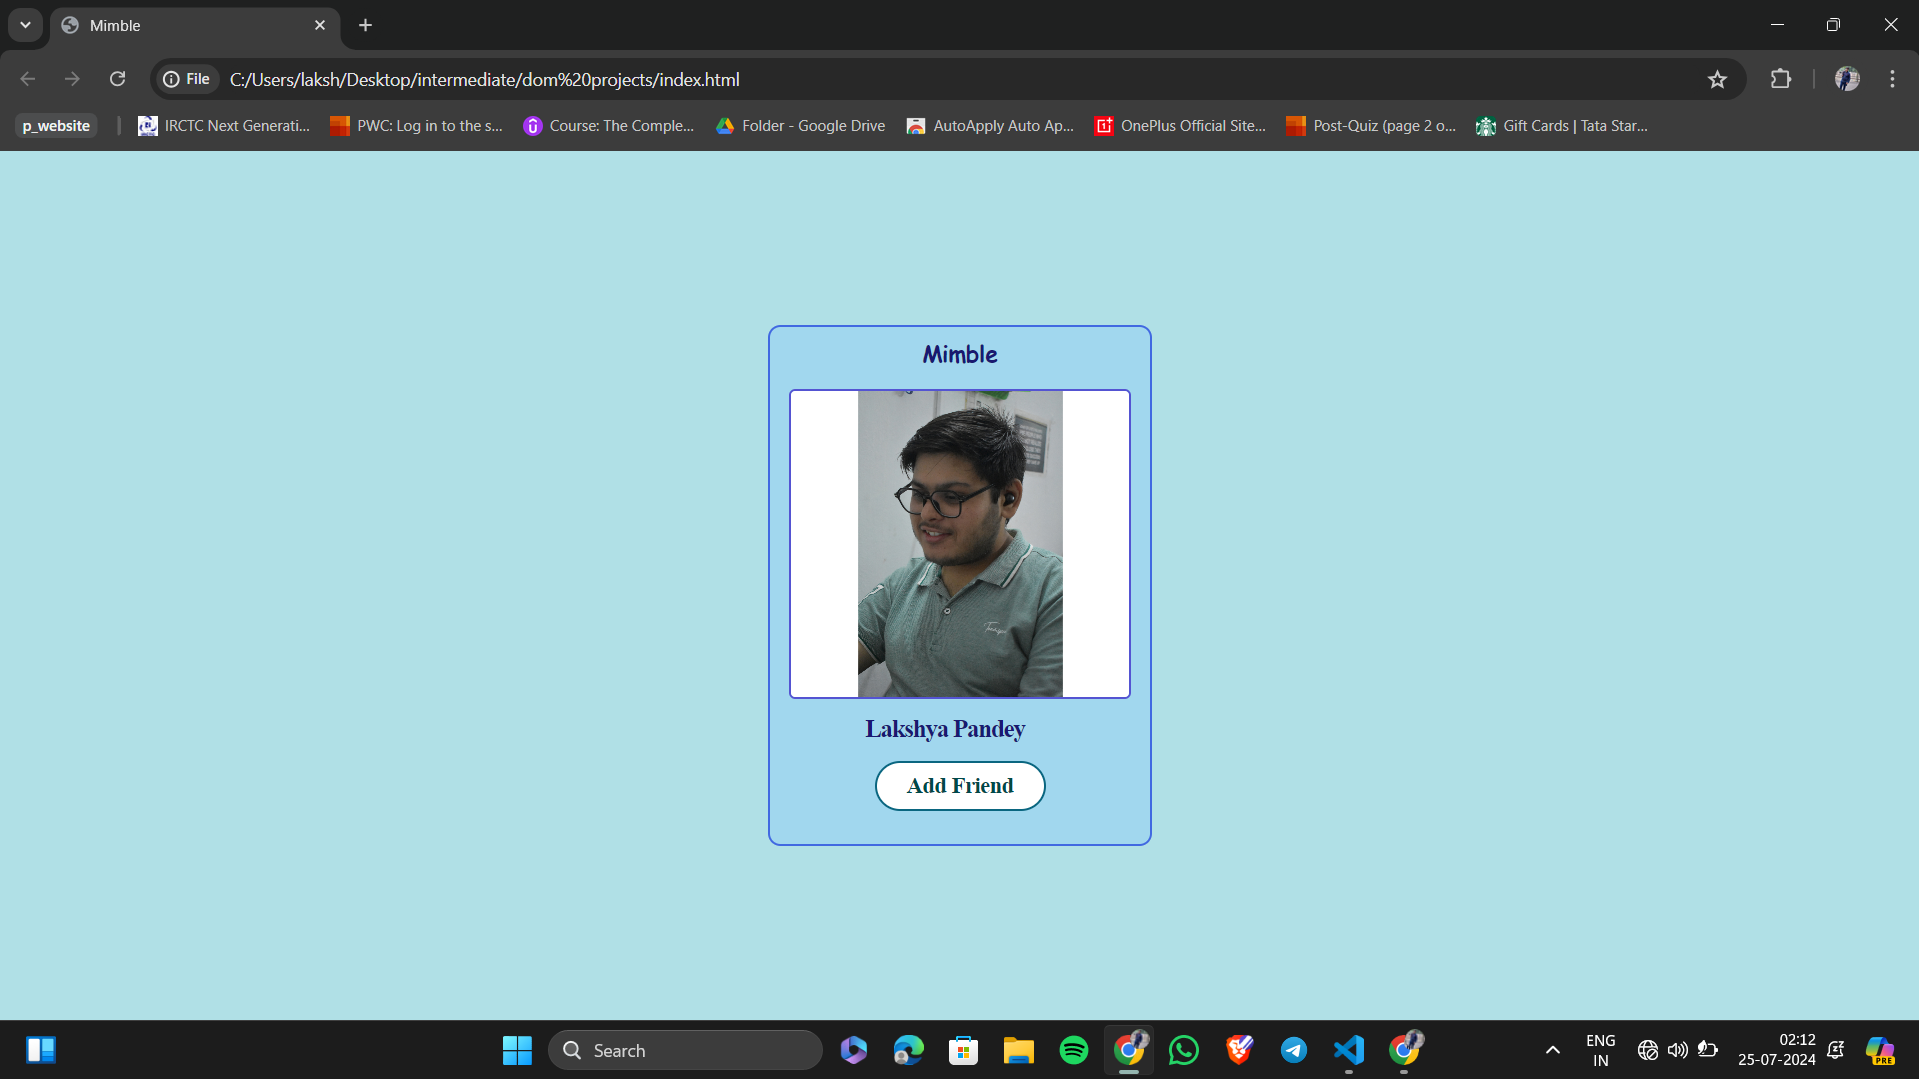 Mimble
File
C:/Users/laksh/Desktop/intermediate/dom%20projects/index.html
p_website
IRCTC Next Generati...
PWC: Log in to the s...
Course: The Comple...
Folder - Google Drive
AutoApply Auto Ap...
OnePlus Official Site...
Post-Quiz (page 2 o...
Gift Cards | Tata Star...
Mimble
Lakshya Pandey
Add Friend
Search
ENG
IN
02:12
25-07-2024
PRE